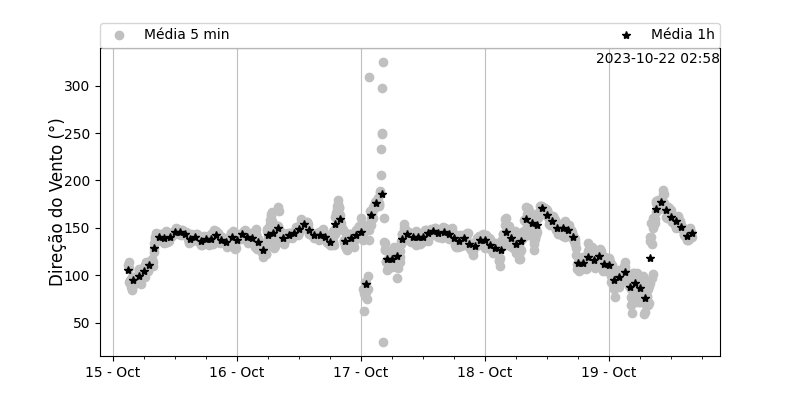 Média 5 min
Média 1h
2023-10-22 02:58
Direção do Vento (°)
300
250
200
150
100
50
15 - Oct
16 - Oct
17 - Oct
18 - Oct
19 - Oct